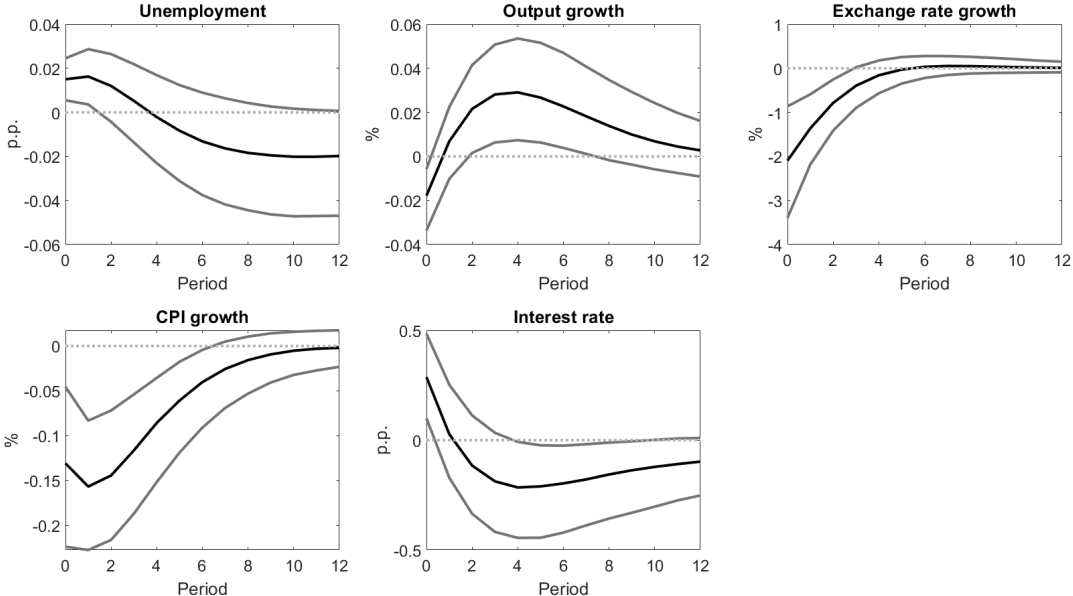 Unemployment
0.04
0.02
0
-0.02
-0.04
-0.06
p.p.
0 2 4 6 8 10 12
Period
Output growth
0.06
0.04
0.02
0
-0.02
-0.04
%
0 2 4 6 8 10 12
Period
Exchange rate growth
1
0
-1
-2
-3
-4
%
0 2 4 6 8 10 12
Period
CPI growth
0
-0.05
-0.1
-0.15
-0.2
%
0 2 4 6 8 10 12
Period
Interest rate
0.5
0
-0.5
p.p.
0 2 4 6 8 10 12
Period